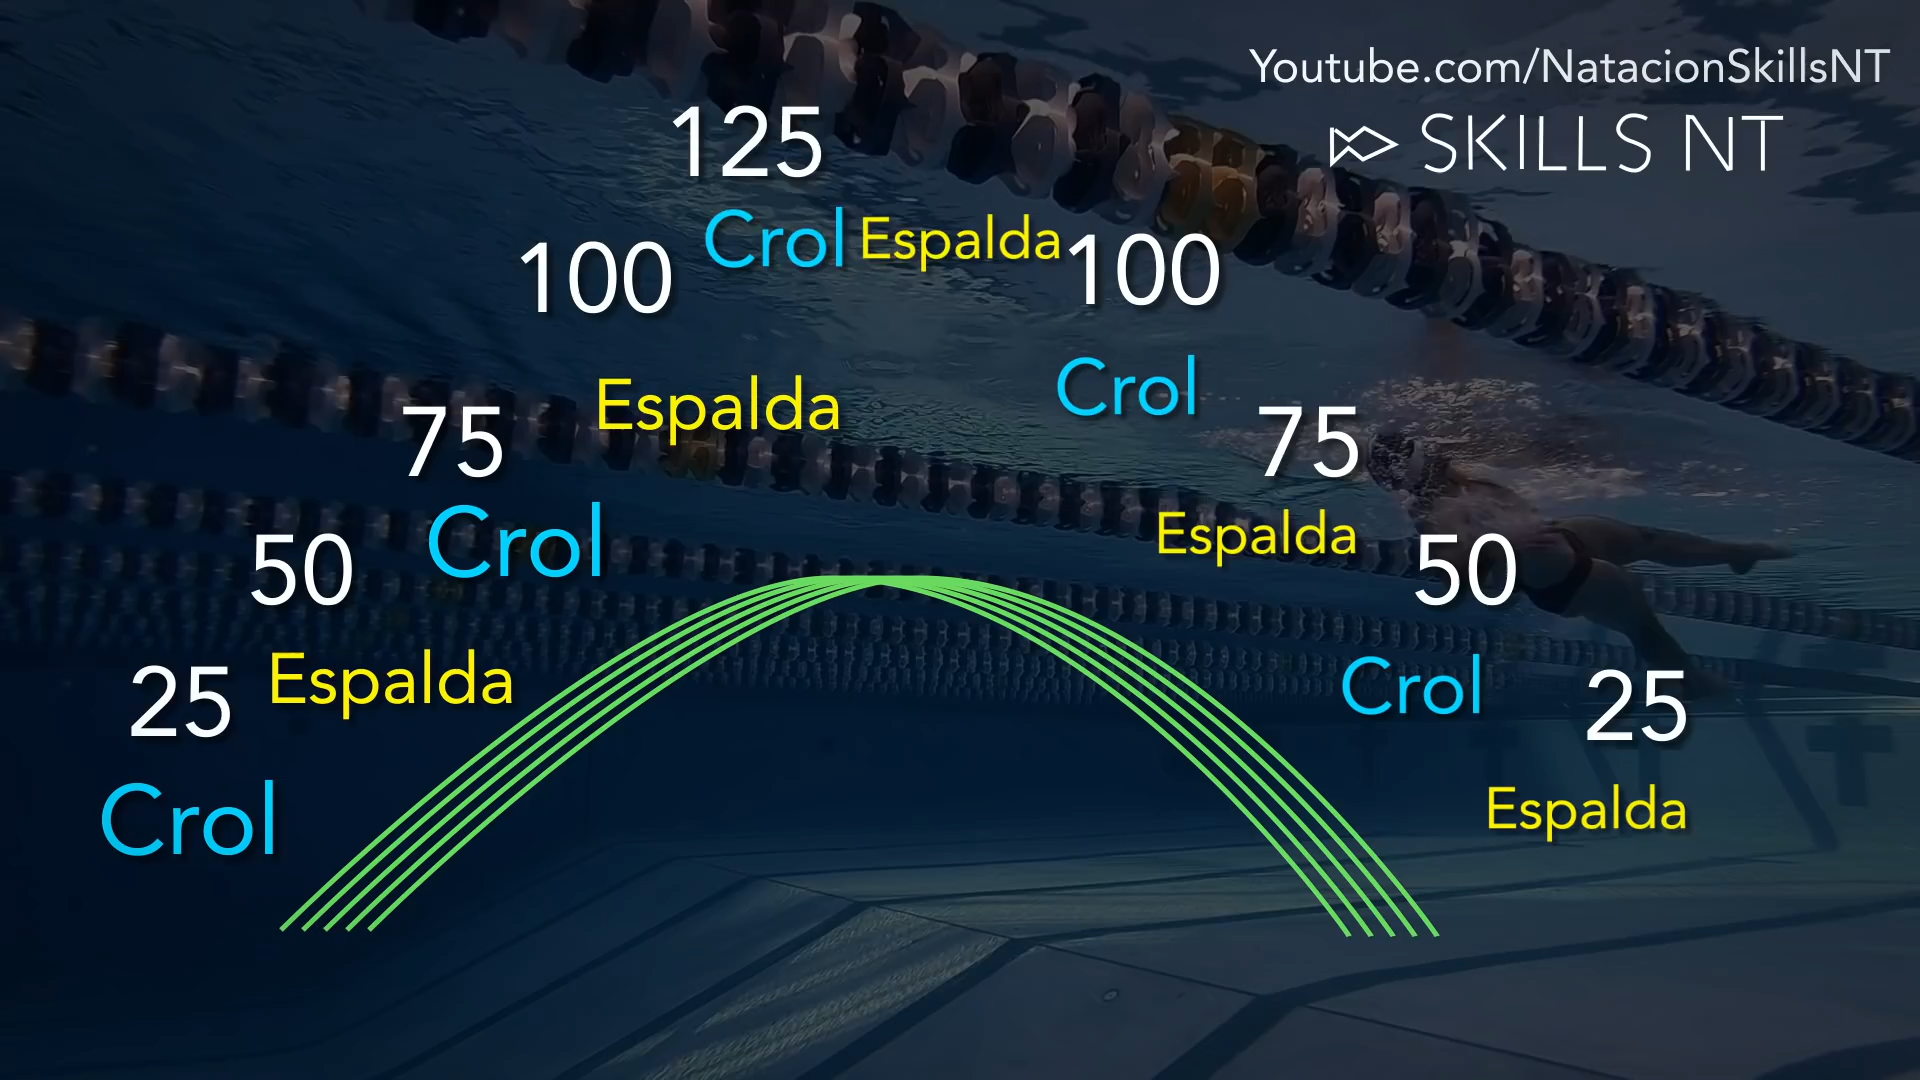 Youtube.com/NatacionSkillsNT
SKILLS NT
125
Crol Espalda
100
Espalda
100
Crol
75
Crol
75
Espalda
50
Espalda
50
Crol
25
Crol
25
Espalda